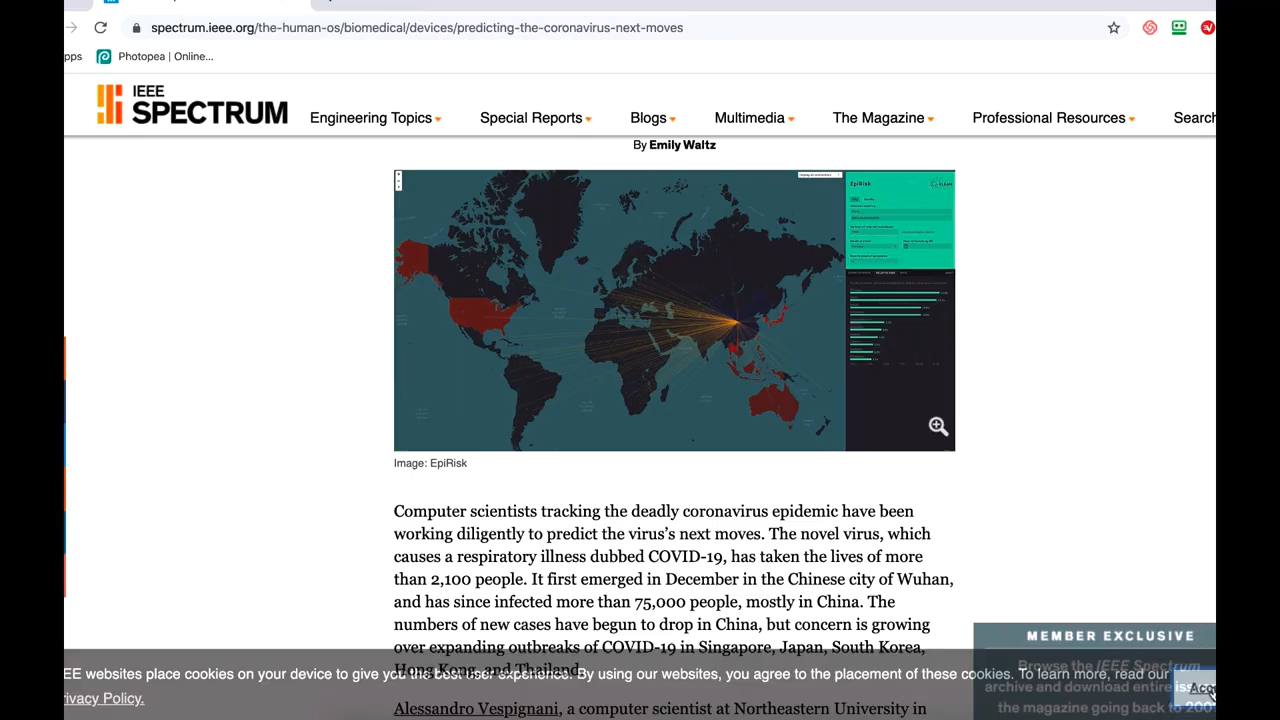 spectrum.ieee.org/the-human-os/biomedical/devices/predicting-the-coronavirus-next-moves
pps Photopea | Online...
IEEE
SPECTRUM
Engineering Topics Special Reports Blogs Multimedia The Magazine Professional Resources Search
By Emily Waltz
EpiRisk
Image: EpiRisk
Computer scientists tracking the deadly coronavirus epidemic have been
working diligently to predict the virus's next moves. The novel virus, which
causes a respiratory illness dubbed COVID-19, has taken the lives of more
than 2,100 people. It first emerged in December in the Chinese city of Wuhan,
and has since infected more than 75,000 people, mostly in China. The
numbers of new cases have begun to drop in China, but concern is growing
over expanding outbreaks of COVID-19 in Singapore, Japan, South Korea,
Hong Kong, and Thailand.
MEMBER EXCLUSIVE
Browse the IEEE Spectrum
archive and download entire iss
the magazine going back to 200
EE websites place cookies on your device to give you the best user experience. By using our websites, you agree to the placement of these cookies. To learn more, read our
rivacy Policy.
Acc
Alessandro Vespignani, a computer scientist at Northeastern University in